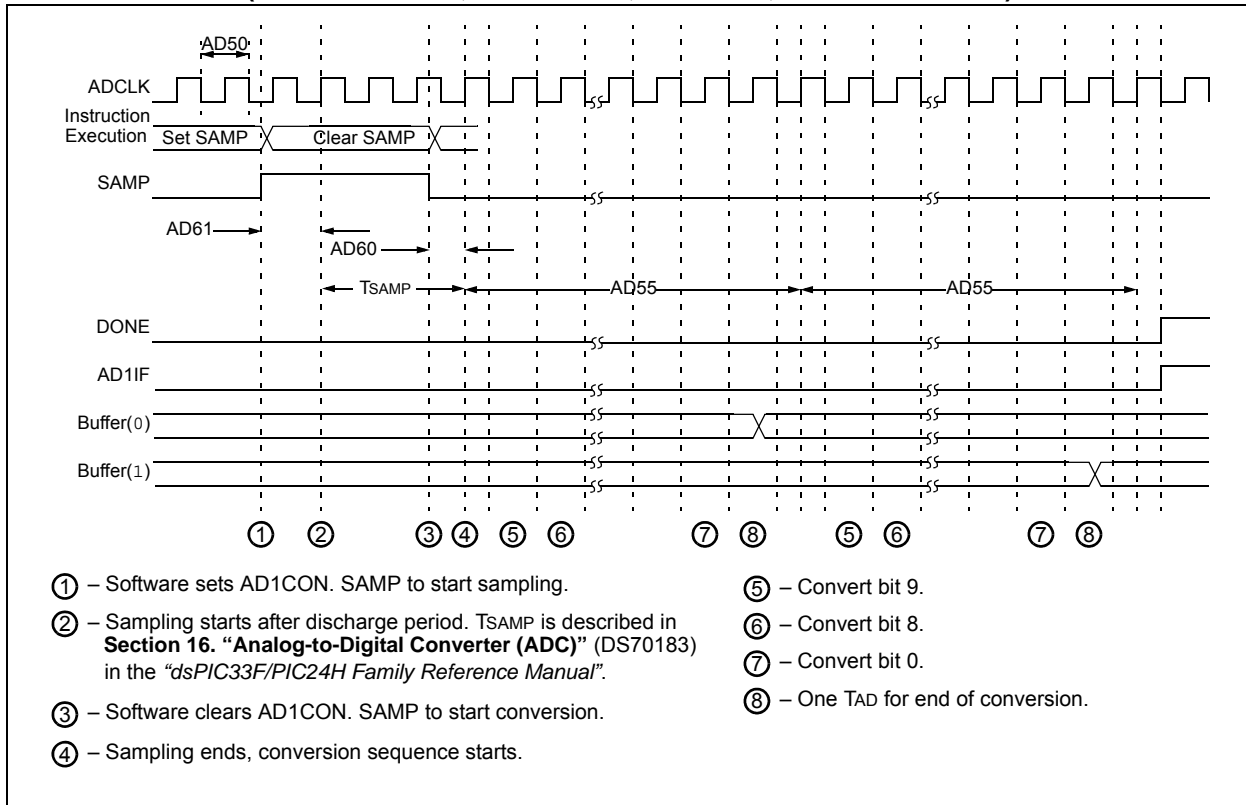 AD50
ADCLK
Instruction
Execution
Set SAMP
Clear SAMP
SAMP
AD61
AD60
TSAMP
AD55
AD55
DONE
AD1IF
Buffer(0)
Buffer(1)
1 2 3 4 5 6 7 8 5 6 7 8
1 – Software sets AD1CON. SAMP to start sampling.
2 – Sampling starts after discharge period. TSAMP is described in
Section 16. “Analog-to-Digital Converter (ADC)” (DS70183)
in the “dsPIC33F/PIC24H Family Reference Manual”.
3 – Software clears AD1CON. SAMP to start conversion.
4 – Sampling ends, conversion sequence starts.
5 – Convert bit 9.
6 – Convert bit 8.
7 – Convert bit 0.
8 – One TAD for end of conversion.